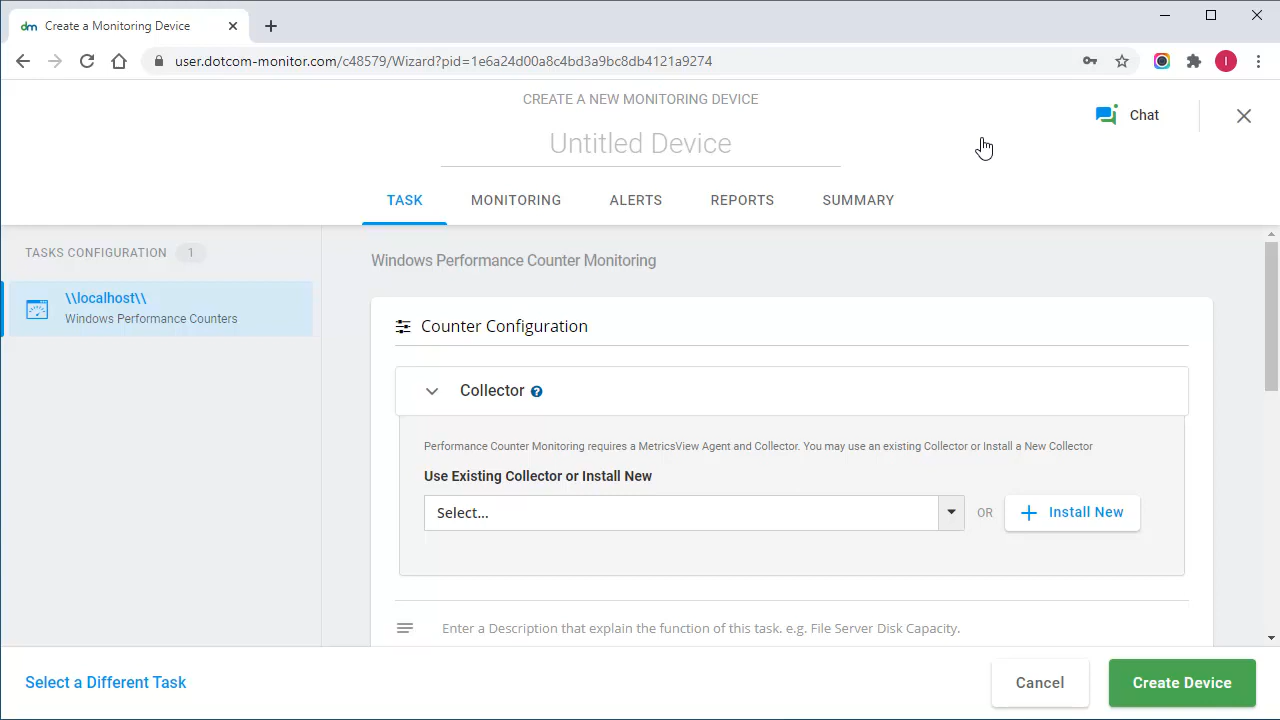 dm Create a Monitoring Device
user.dotcom-monitor.com/c48579/Wizard?pid=1e6a24d00a8c4bd3a9bc8db4121a9274
I
CREATE A NEW MONITORING DEVICE
Chat
Untitled Device
TASK MONITORING ALERTS REPORTS SUMMARY
TASKS CONFIGURATION 1
\\localhost\\
Windows Performance Counters
Windows Performance Counter Monitoring
Counter Configuration
Collector ?
Performance Counter Monitoring requires a MetricsView Agent and Collector. You may use an existing Collector or Install a New Collector
Use Existing Collector or Install New
Select... OR Install New
Enter a Description that explain the function of this task. e.g. File Server Disk Capacity.
Select a Different Task Cancel Create Device